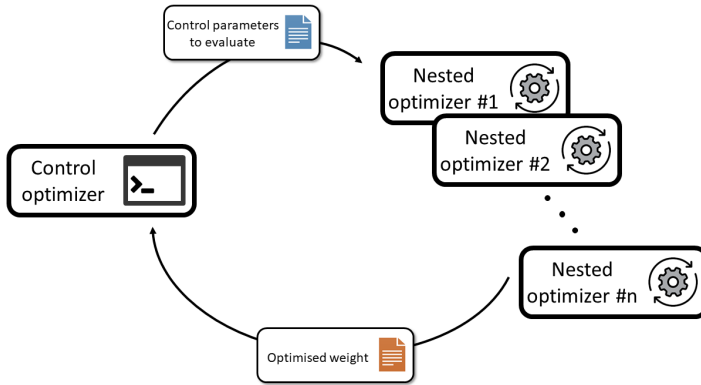 Control parameters
to evaluate
Nested
optimizer #1
Nested
optimizer #2
Control
optimizer
Nested
optimizer #n
Optimised weight